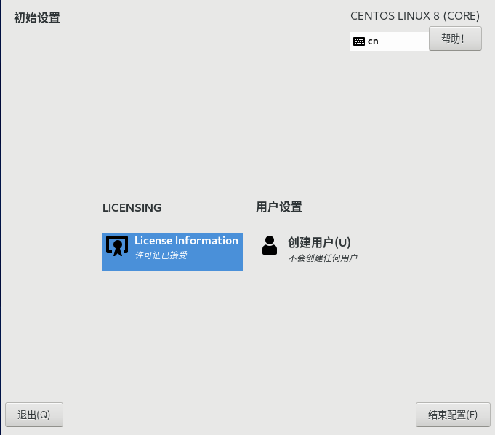 初始设置
CENTOS LINUX 8 (CORE)
cn
帮助!
LICENSING
用户设置
License Information
许可证已接受
创建用户(U)
不会创建任何用户
退出(Q)
结束配置(F)